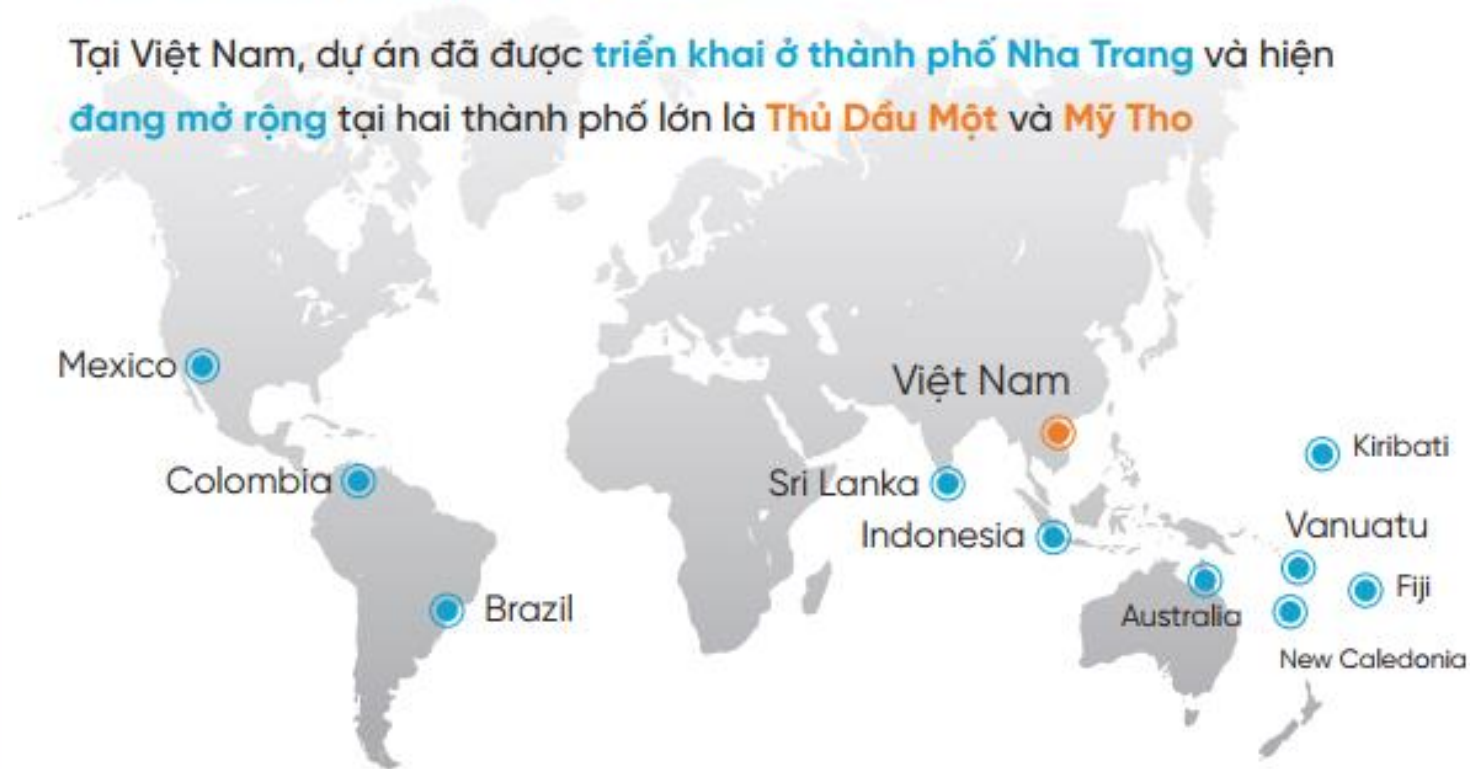 Tại Việt Nam, dự án đã được triển khai ở thành phố Nha Trang và hiện
đang mở rộng tại hai thành phố lớn là Thủ Dầu Một và Mỹ Tho
Mexico
Việt Nam
Kiribati
Colombia
Sri Lanka
Indonesia
Vanuatu
Fiji
Brazil
Australia
New Caledonia